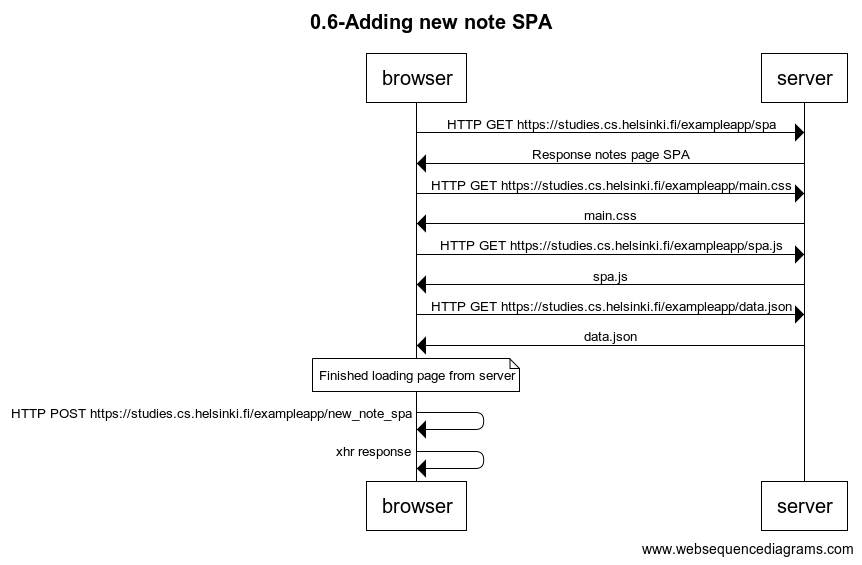 0.6-Adding new note SPA
browser
server
HTTP GET https://studies.cs.helsinki.fi/exampleapp/spa
Response notes page SPA
HTTP GET https://studies.cs.helsinki.fi/exampleapp/main.css
main.css
HTTP GET https://studies.cs.helsinki.fi/exampleapp/spa.js
spa.js
HTTP GET https://studies.cs.helsinki.fi/exampleapp/data.json
data.json
Finished loading page from server
HTTP POST https://studies.cs.helsinki.fi/exampleapp/new_note_spa
xhr response
browser
server
www.websequencediagrams.com